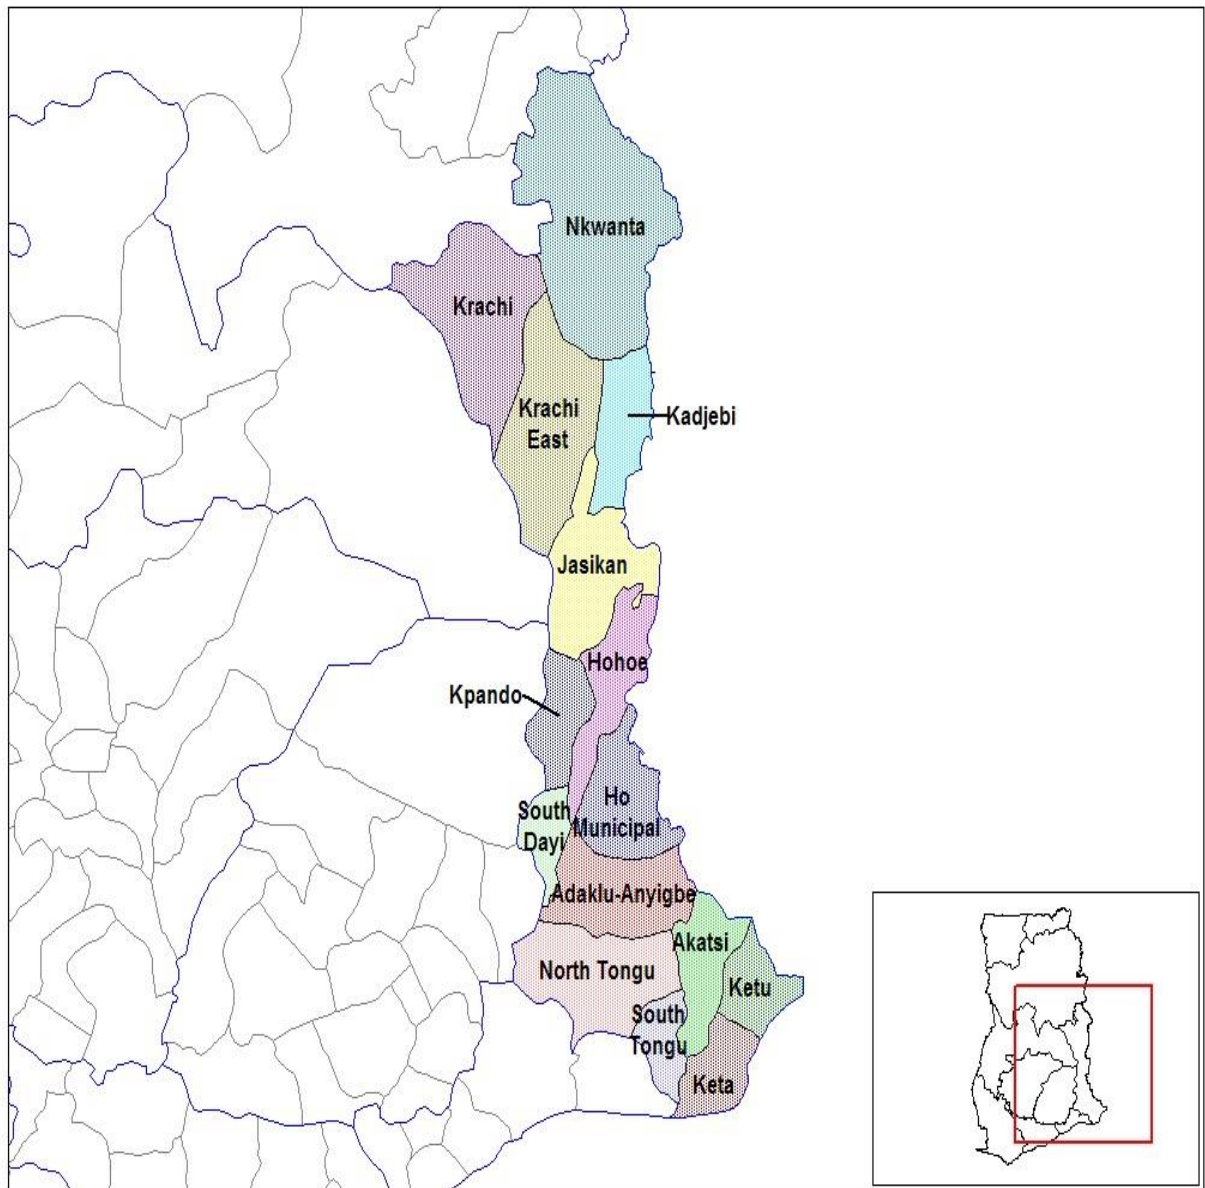 Nkwanta
Krachi
Krachi
East
Kadjebi
Jasikan
Hohoe
Kpando
Ho
Municipal
South
Dayi
Adaklu-Anyigbe
Akatsi
North Tongu
Ketu
South
Tongu
Keta